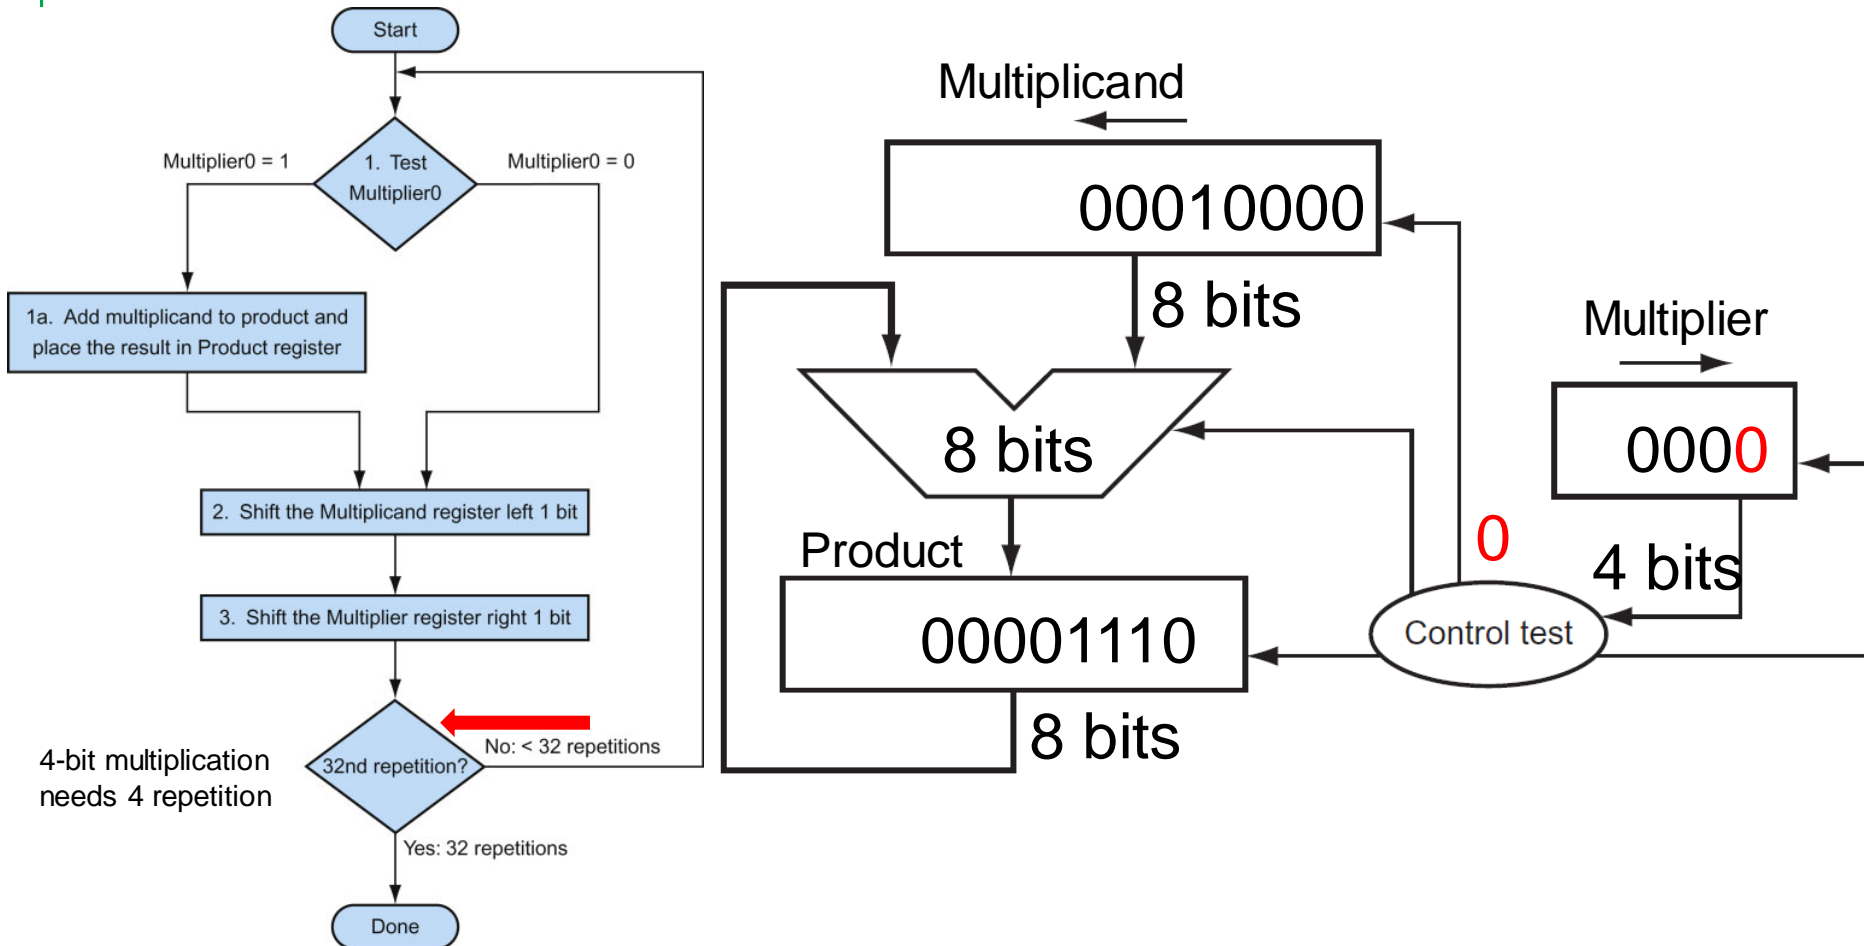 Start
Multiplier0 = 1
1. Test
Multiplier0
Multiplier0 = 0
1a. Add multiplicand to product and
place the result in Product register
2. Shift the Multiplicand register left 1 bit
3. Shift the Multiplier register right 1 bit
32nd repetition?
No: < 32 repetitions
4-bit multiplication
needs 4 repetition
Yes: 32 repetitions
Done
Multiplicand
00010000
8 bits
8 bits
Product
00001110
8 bits
Multiplier
0000
0
4 bits
Control test